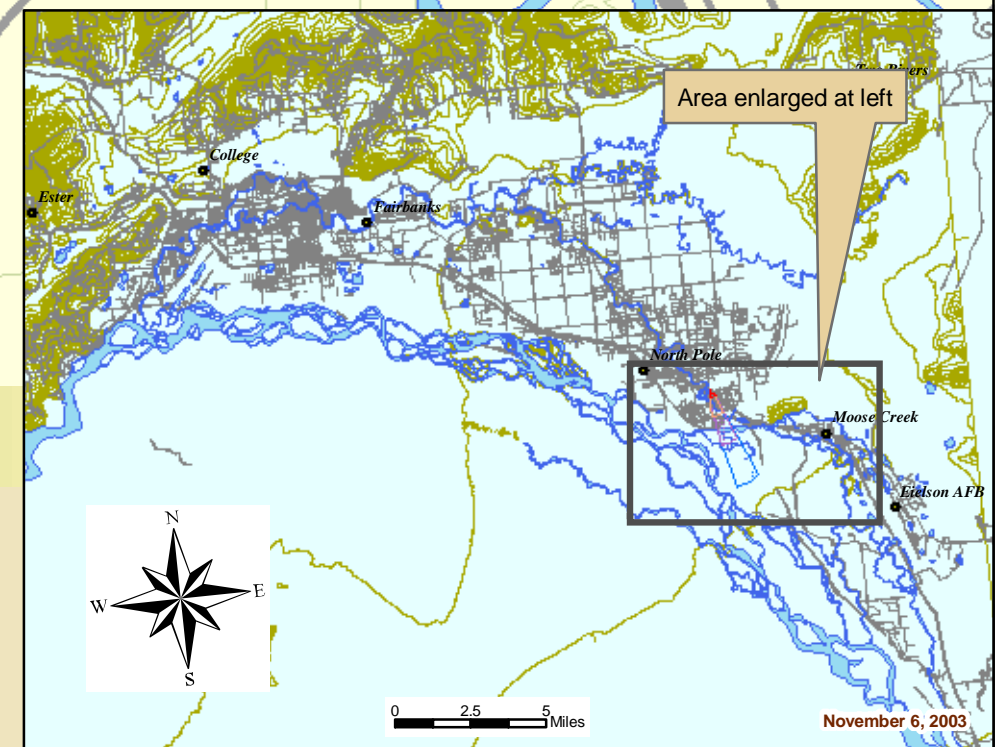 Two Rivers
Area enlarged at left
College
Ester
Fairbanks
North Pole
Moose Creek
Eielson AFB
N
W E
S
0 2.5 5
Miles
November 6, 2003